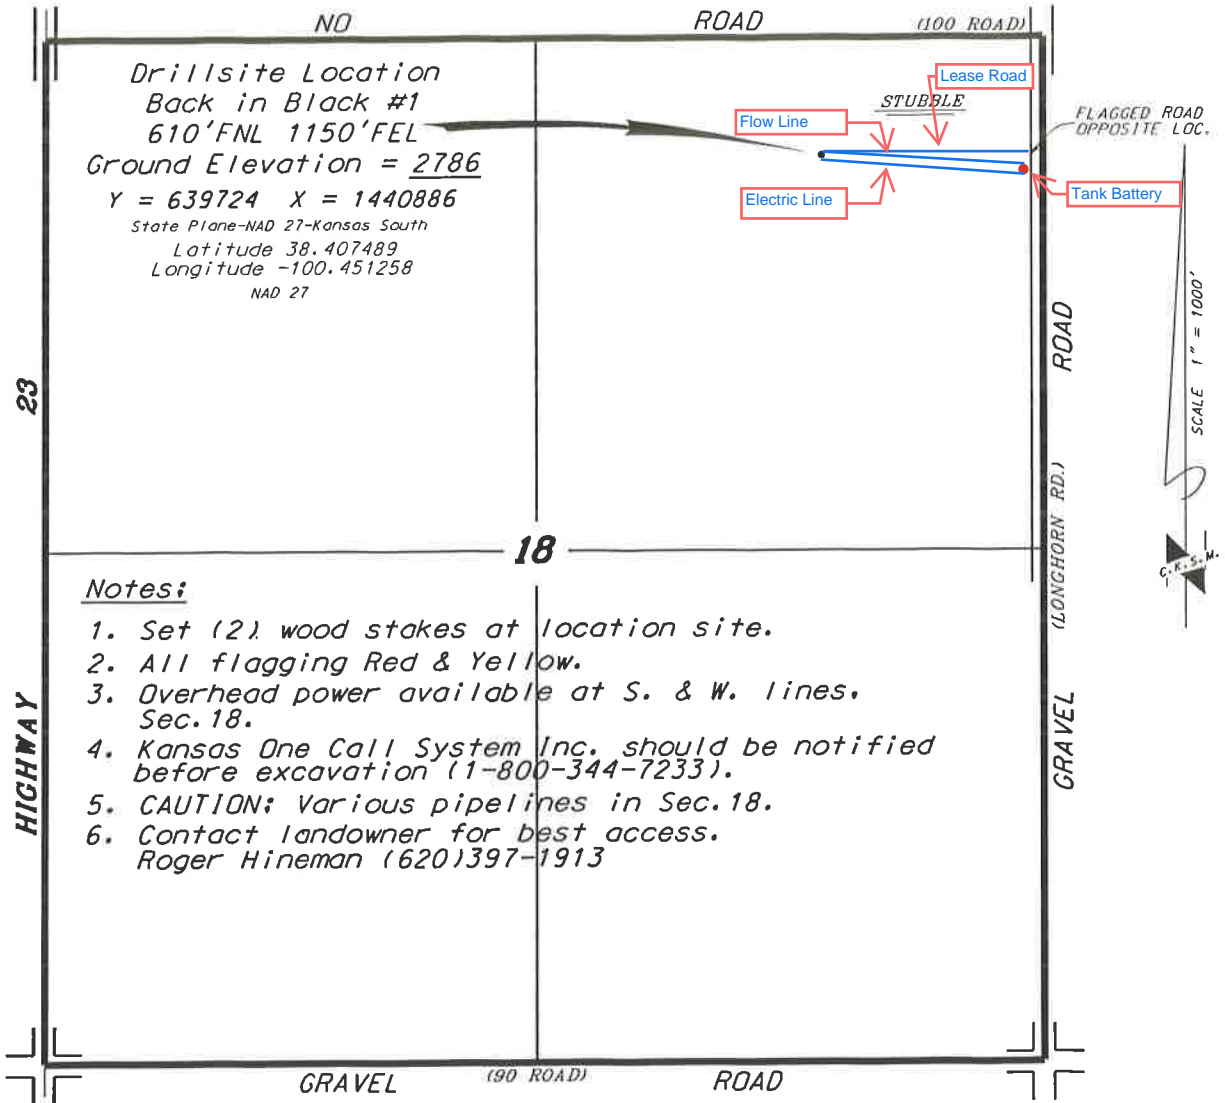 NO ROAD (100 ROAD)
Drillsite Location
Back in Black #1
610'FNL 1150'FEL
Ground Elevation = 2786
Y = 639724 X = 1440886
State Plane-NAD 27-Kansas South
Latitude 38.407489
Longitude -100.451258
NAD 27
Lease Road
STUBBLE
Flow Line
Electric Line
Tank Battery
FLAGGED ROAD
OPPOSITE LOC.
SCALE 1" = 1000'
C.K.S.M.
ROAD
(LONGHORN RD.)
GRAVEL
23
HIGHWAY
18
Notes:
1. Set (2) wood stakes at location site.
2. All flagging Red & Yellow.
3. Overhead power available at S. & W. lines,
Sec.18.
4. Kansas One Call System Inc. should be notified
before excavation (1-800-344-7233).
5. CAUTION: Various pipelines in Sec.18.
6. Contact landowner for best access.
Roger Hineman (620)397-1913
GRAVEL (90 ROAD) ROAD